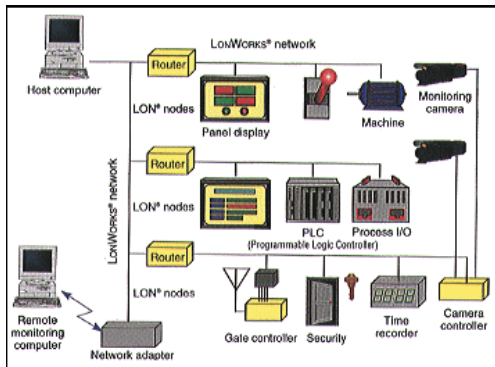 LONWORKS® network
Router
Host computer
LON® nodes
Panel display
Machine
Monitoring
camera
Router
LONWORKS® network
LON® nodes
PLC
Process I/O
(Programmable Logic Controller)
Router
LON® nodes
Remote
monitoring
computer
Network adapter
Gate controller
Security
Time
recorder
Camera
controller